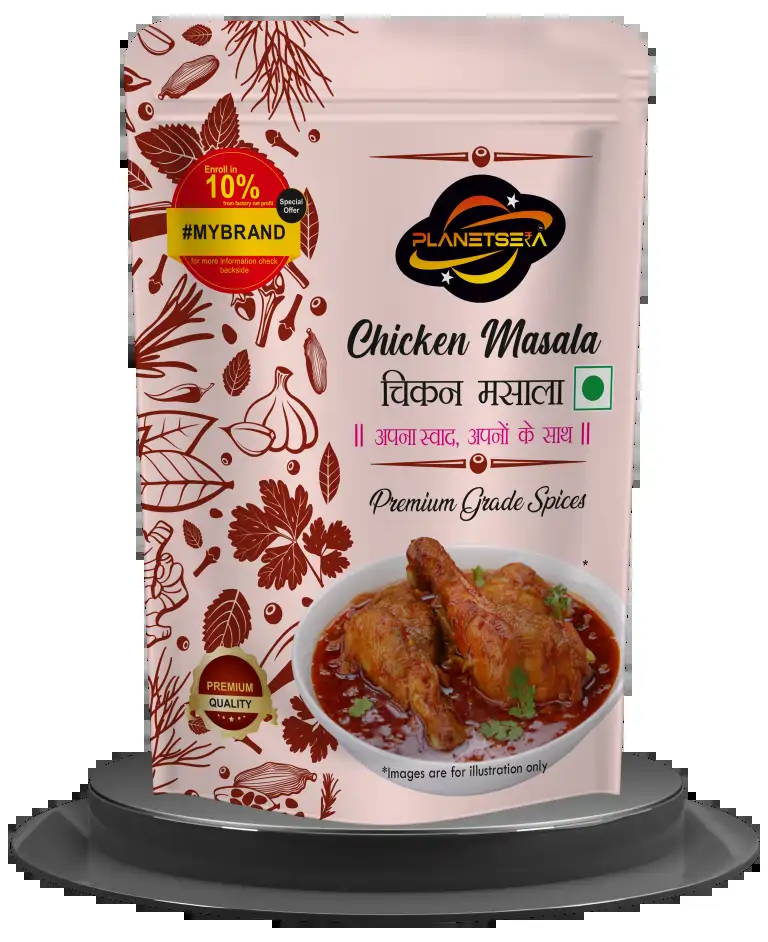 Enroll in
10%
from factory net profit
Special
Offer
#MYBRAND
for more information check
backside
PLANETSE₹A
Chicken Masala
चिकन मसाला
|| अपना स्वाद, अपनों के साथ ||
Premium Grade Spices
*
PREMIUM
QUALITY
*Images are for illustration only